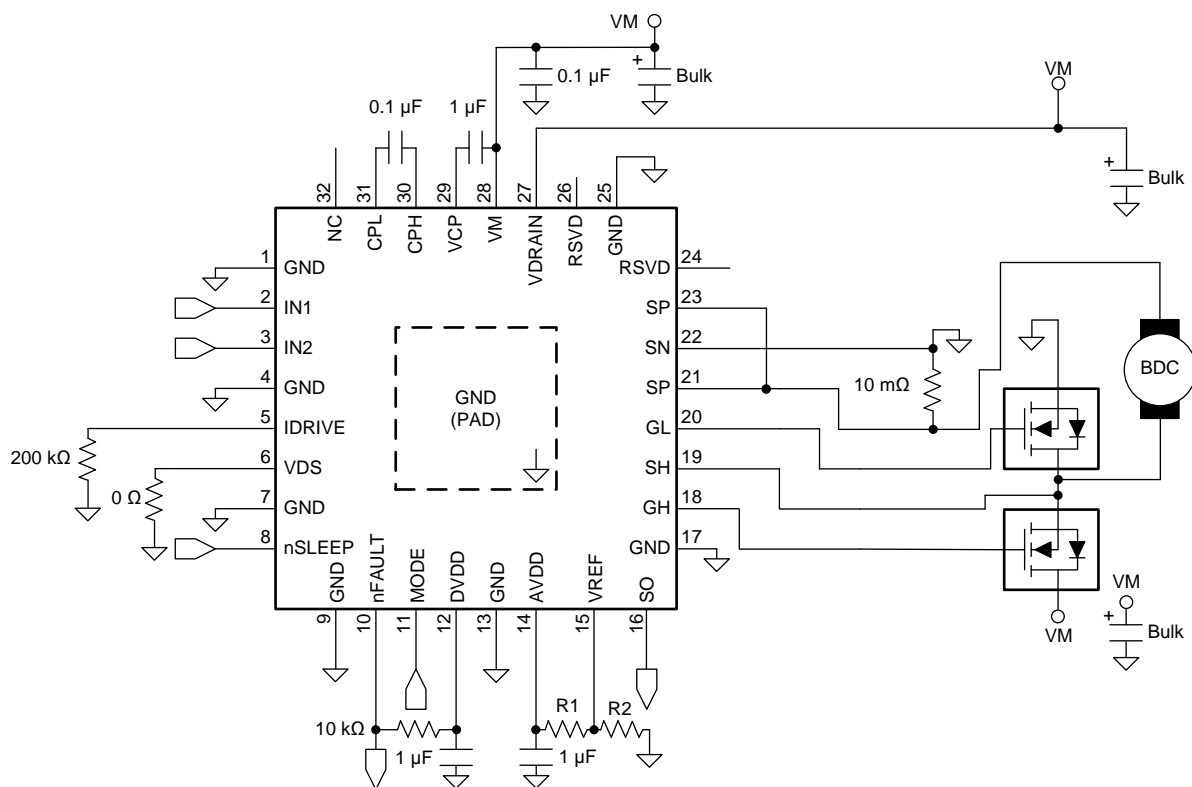 VM
0.1 µF
Bulk
VM
0.1 µF
1 µF
Bulk
32
31
30
29
28
27
26
25
NC
CPL
CPH
VCP
VM
VDRAIN
RSVD
GND
1
GND
RSVD
24
2
IN1
SP
23
3
IN2
SN
22
4
GND
SP
21
5
IDRIVE
GL
20
6
VDS
SH
19
7
GND
GH
18
8
nSLEEP
GND
17
GND
(PAD)
200 kΩ
0 Ω
10 mΩ
BDC
GND
nFAULT
MODE
DVDD
GND
AVDD
VREF
SO
9
10
11
12
13
14
15
16
VM
VM
Bulk
10 kΩ
1 µF
R1
R2
1 µF